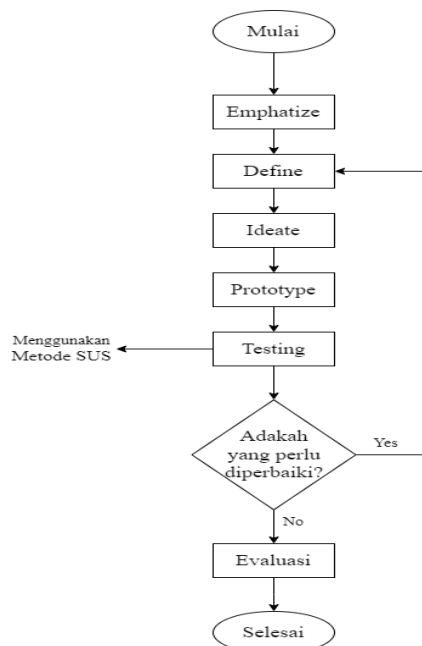 Mulai
Emphatize
Define
Ideate
Prototype
Menggunakan
Metode SUS
Testing
Adakah
yang perlu
diperbaiki?
Yes
No
Evaluasi
Selesai